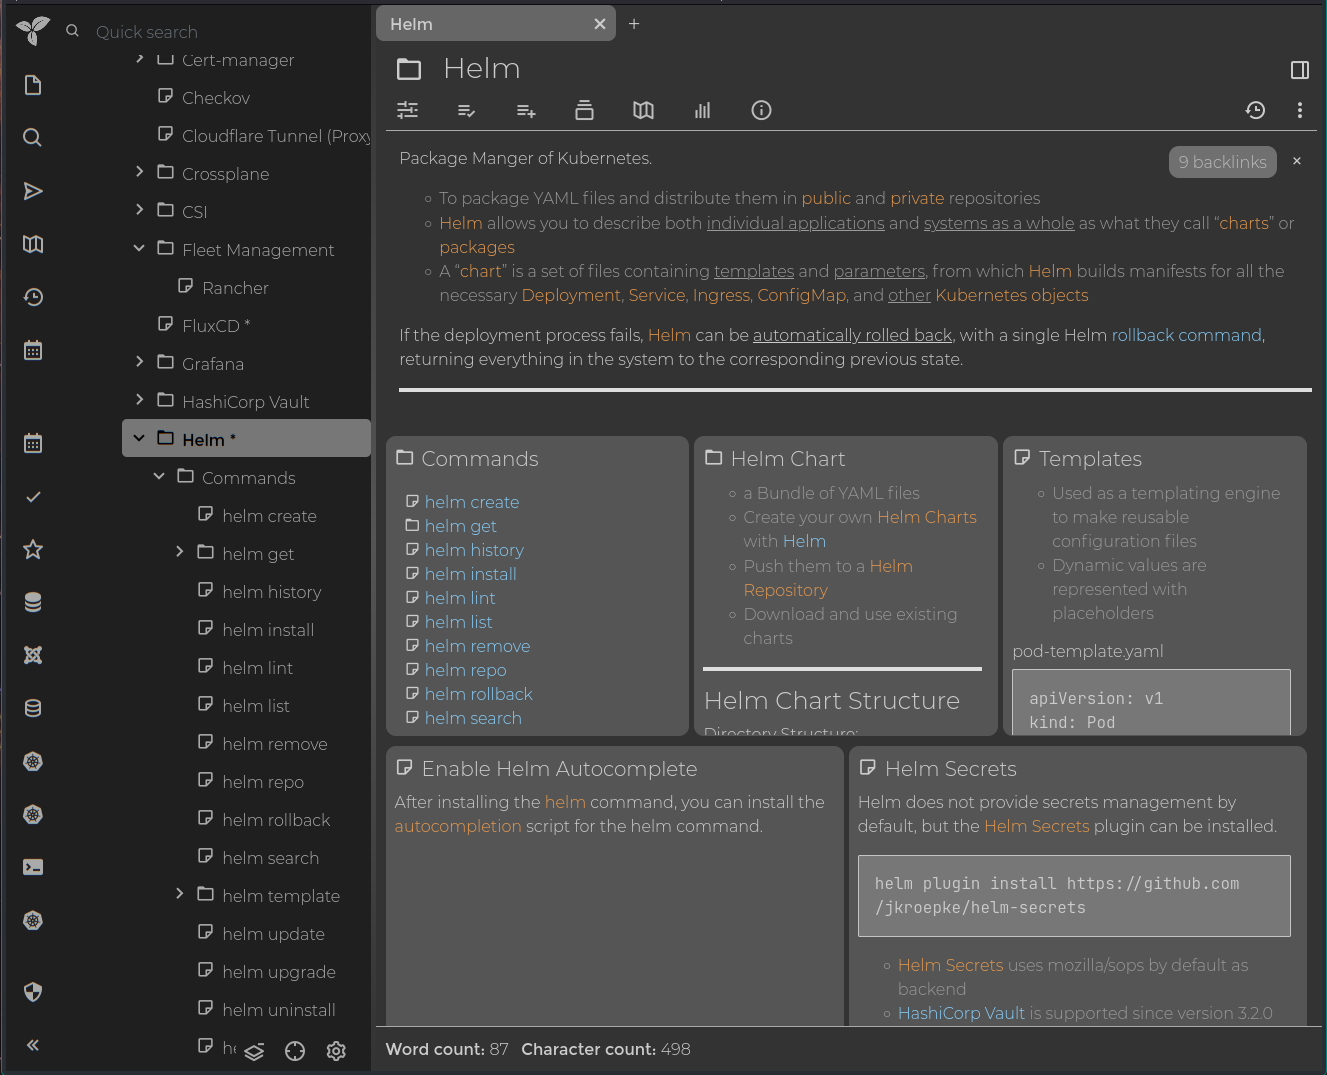 Quick search
Cert-manager
Checkov
Cloudflare Tunnel (Proxy
Crossplane
CSI
Fleet Management
Rancher
FluxCD *
Grafana
HashiCorp Vault
Helm *
Commands
helm create
helm get
helm history
helm install
helm lint
helm list
helm remove
helm repo
helm rollback
helm search
helm template
helm update
helm upgrade
helm uninstall
he
Helm
Helm
Package Manger of Kubernetes.
9 backlinks
To package YAML files and distribute them in public and private repositories
Helm allows you to describe both individual applications and systems as a whole as what they call “charts” or
packages
A “chart” is a set of files containing templates and parameters, from which Helm builds manifests for all the
necessary Deployment, Service, Ingress, ConfigMap, and other Kubernetes objects
If the deployment process fails, Helm can be automatically rolled back, with a single Helm rollback command,
returning everything in the system to the corresponding previous state.
Commands
helm create
helm get
helm history
helm install
helm lint
helm list
helm remove
helm repo
helm rollback
helm search
Helm Chart
a Bundle of YAML files
Create your own Helm Charts
with Helm
Push them to a Helm
Repository
Download and use existing
charts
Helm Chart Structure
Directory Structure:
Templates
Used as a templating engine
to make reusable
configuration files
Dynamic values are
represented with
placeholders
pod-template.yaml
apiVersion: v1
kind: Pod
Enable Helm Autocomplete
After installing the helm command, you can install the
autocompletion script for the helm command.
Helm Secrets
Helm does not provide secrets management by
default, but the Helm Secrets plugin can be installed.
helm plugin install https://github.com
/jkroepke/helm-secrets
Helm Secrets uses mozilla/sops by default as
backend
HashiCorp Vault is supported since version 3.2.0
Word count: 87 Character count: 498